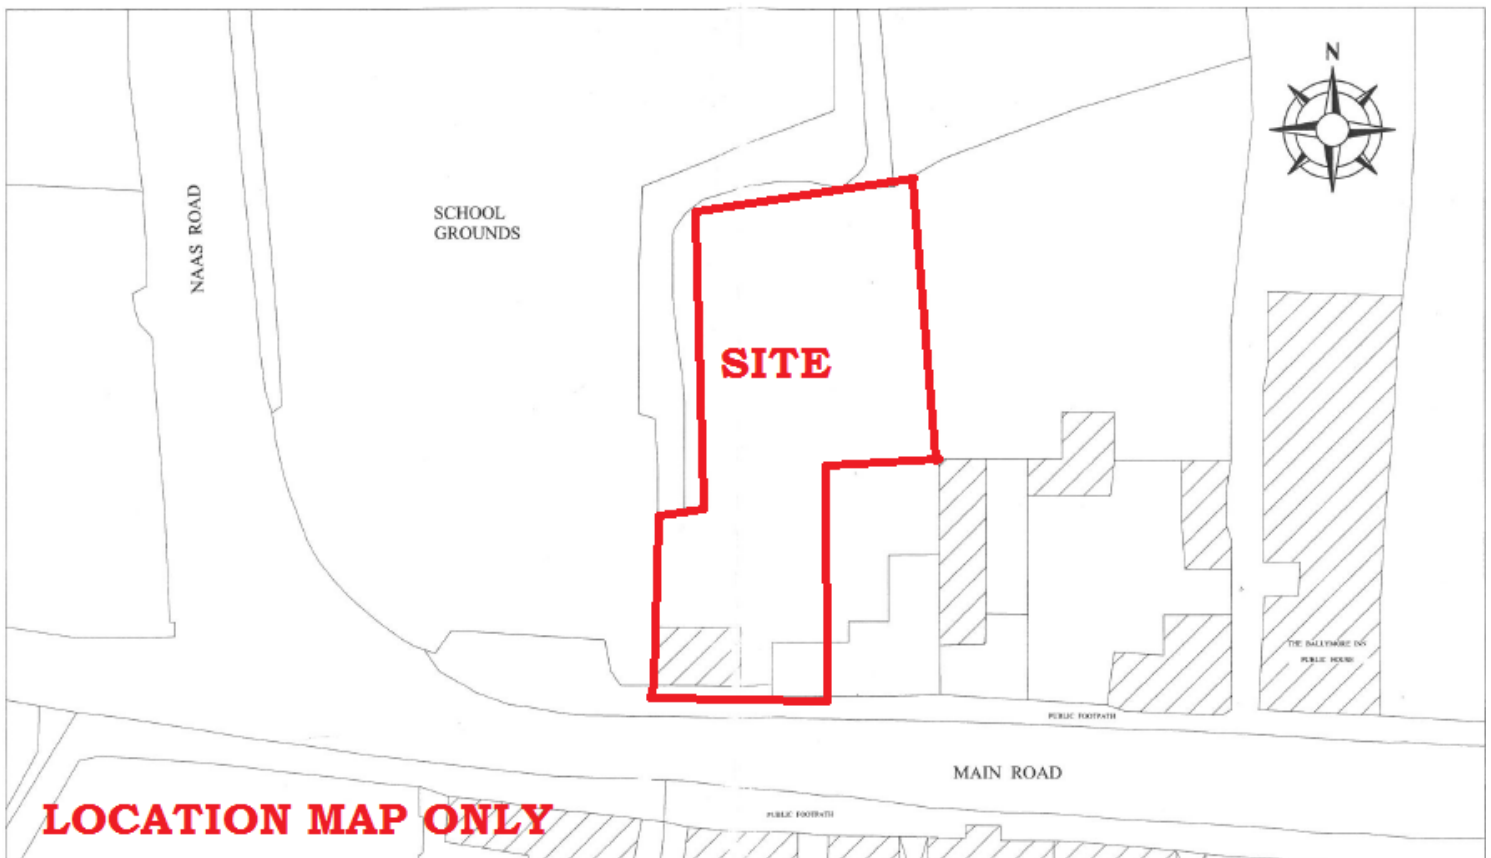 N
NAAS ROAD
SCHOOL
GROUNDS
SITE
THE BALLYMORE INN
PUBLIC HOUSE
PUBLIC FOOTPATH
MAIN ROAD
LOCATION MAP ONLY
PUBLIC FOOTPATH